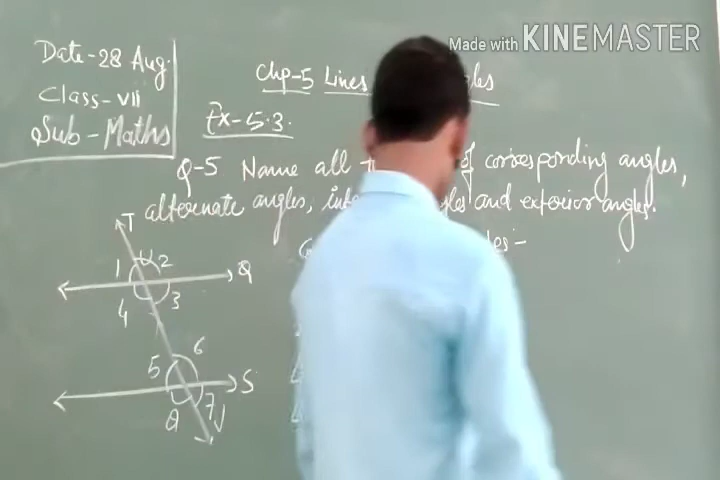 Made with KINEMASTER
Date-28 Aug.
Class-VII
Sub-Maths
Chp-5 Lines
Ex-5.3
Q-5 Name all of corresponding angles,
alternate angles, and exterior angles.
T
1 2
Q
4 3
5 6
S
7